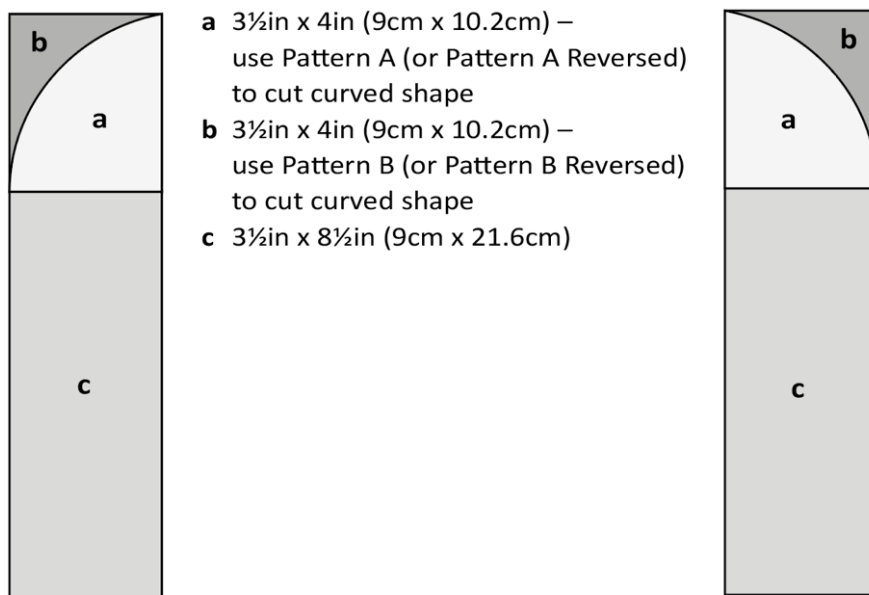 b
a
c
a 3½in x 4in (9cm x 10.2cm) –
use Pattern A (or Pattern A Reversed)
to cut curved shape
b 3½in x 4in (9cm x 10.2cm) –
use Pattern B (or Pattern B Reversed)
to cut curved shape
c 3½in x 8½in (9cm x 21.6cm)
b
a
c